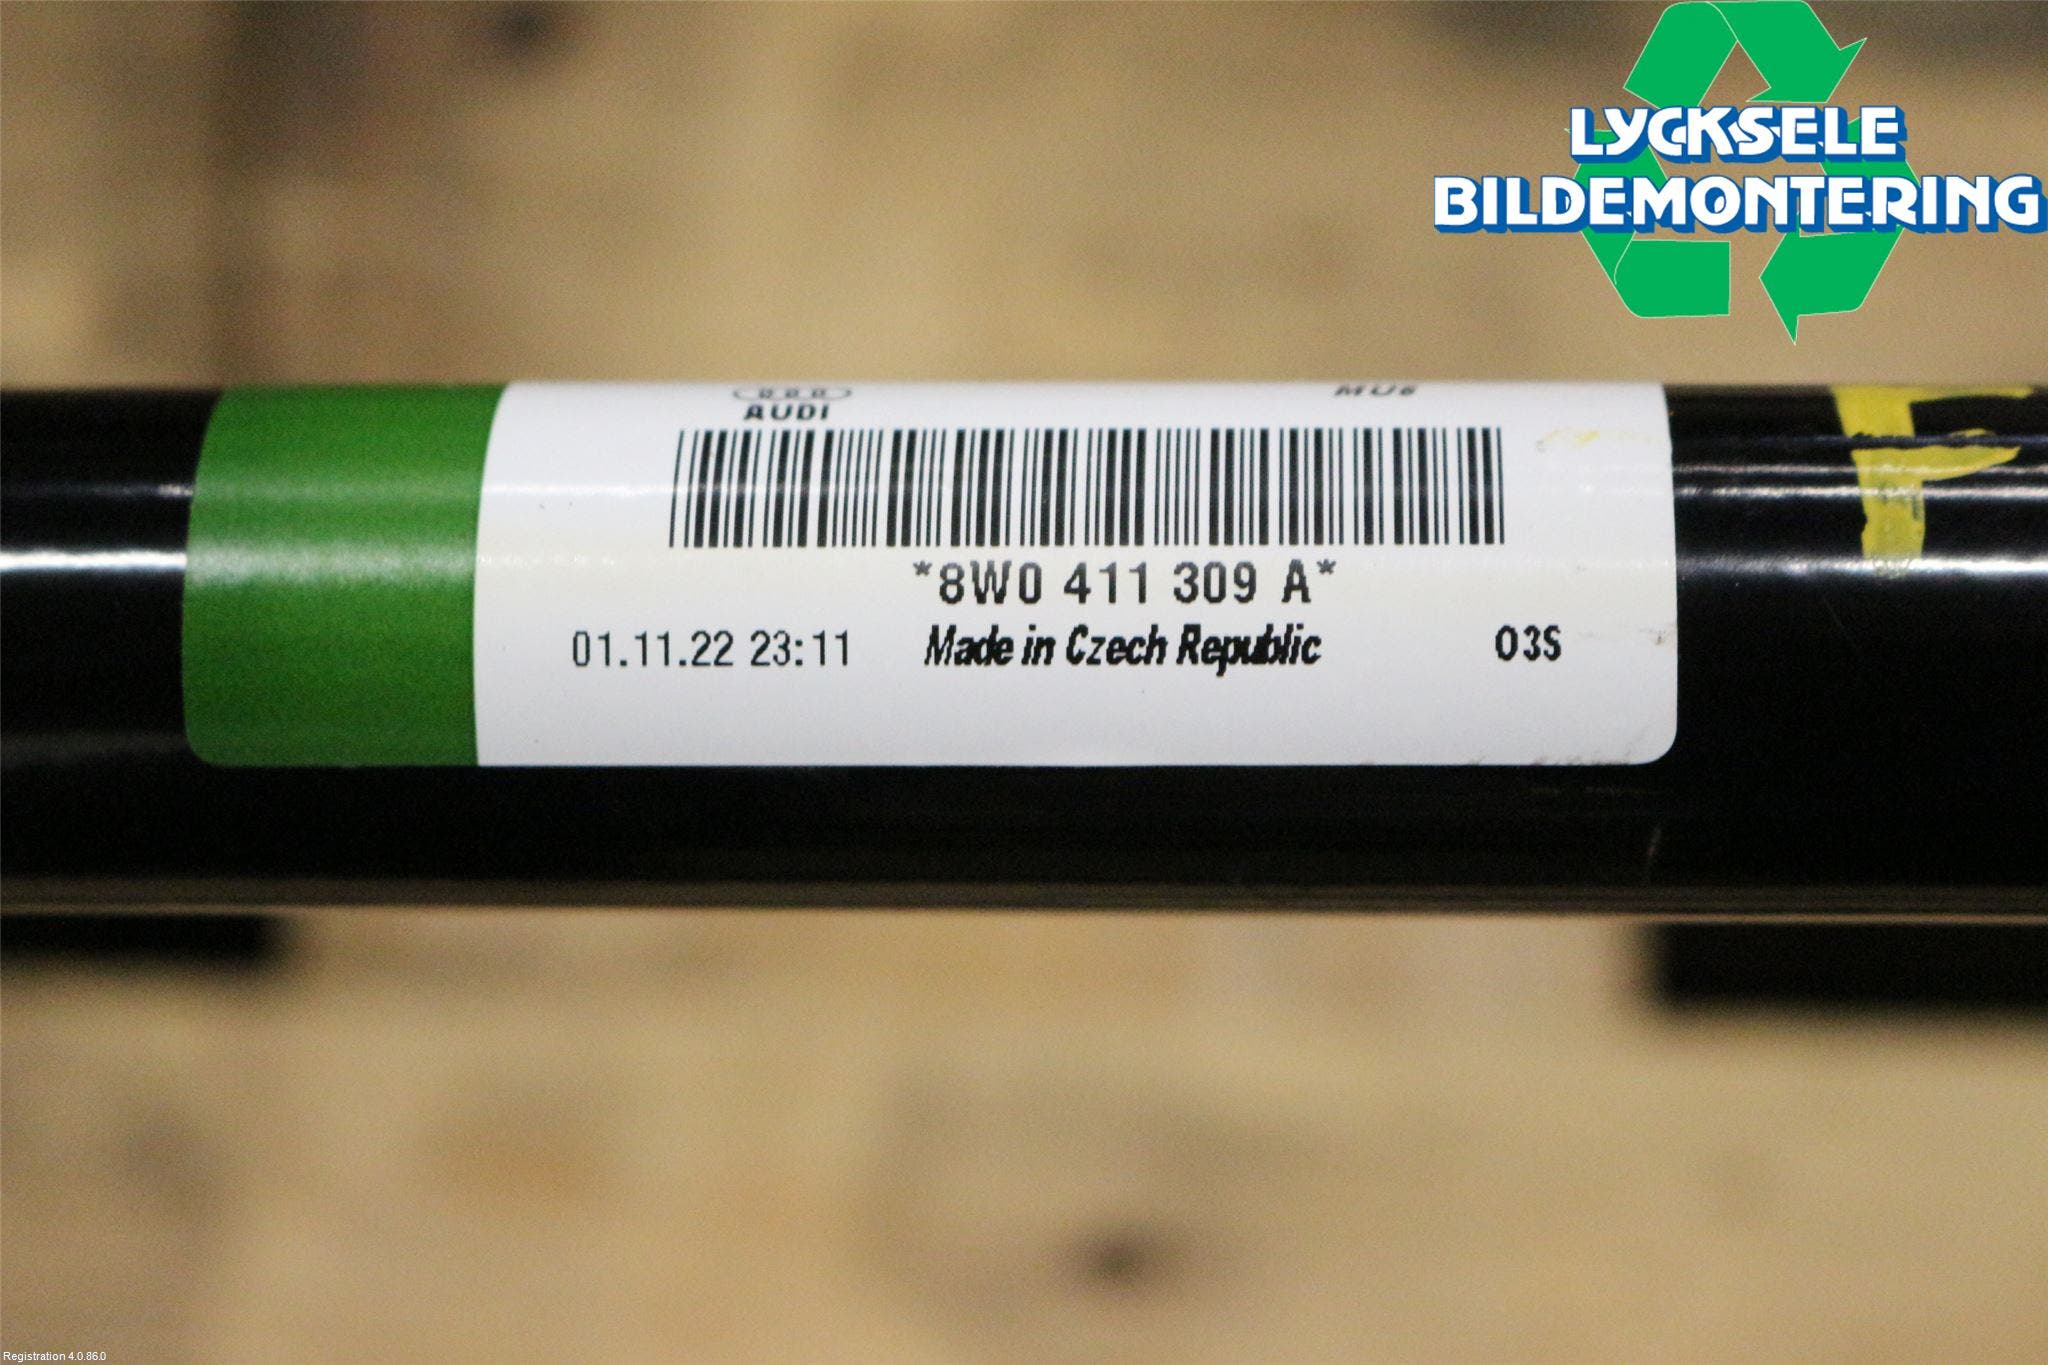 LYCKSELE
BILDEMONTERING
AUDI
*8W0 411 309 A*
01.11.22 23:11 Made in Czech Republic 03S
Registration 4.0.86.0